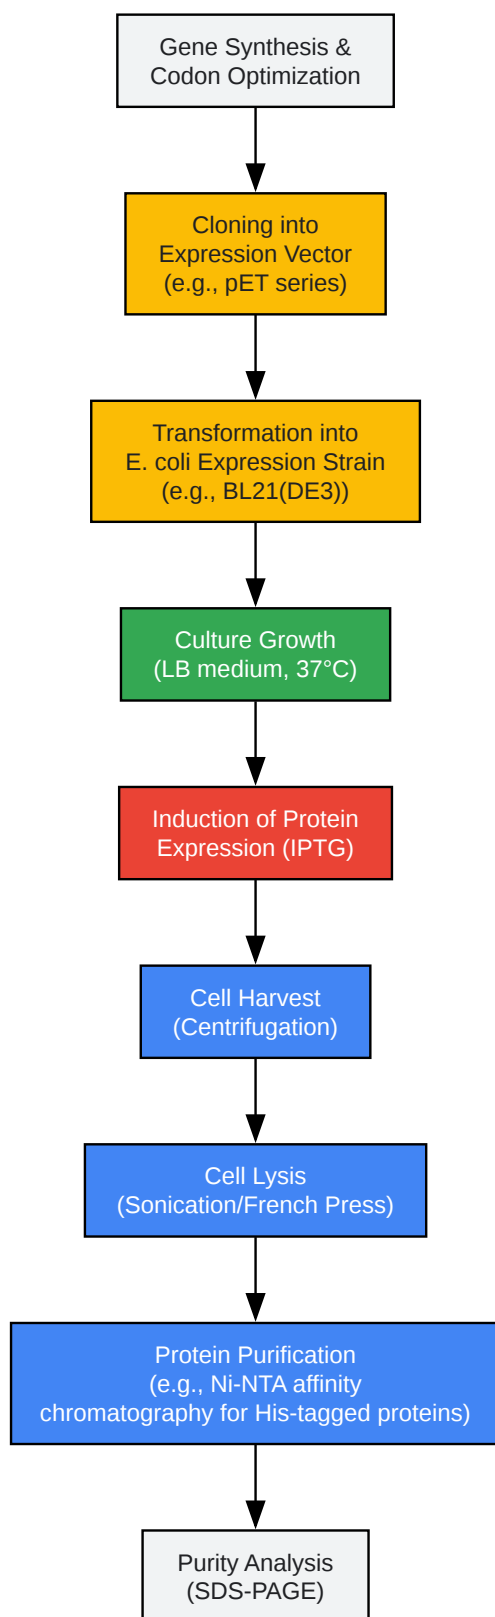 Gene Synthesis &
Codon Optimization
Cloning into
Expression Vector
(e.g., pET series)
Transformation into
E. coli Expression Strain
(e.g., BL21(DE3))
Culture Growth
(LB medium, 37°C)
Induction of Protein
Expression (IPTG)
Cell Harvest
(Centrifugation)
Cell Lysis
(Sonication/French Press)
Protein Purification
(e.g., Ni-NTA affinity
chromatography for His-tagged proteins)
Purity Analysis
(SDS-PAGE)